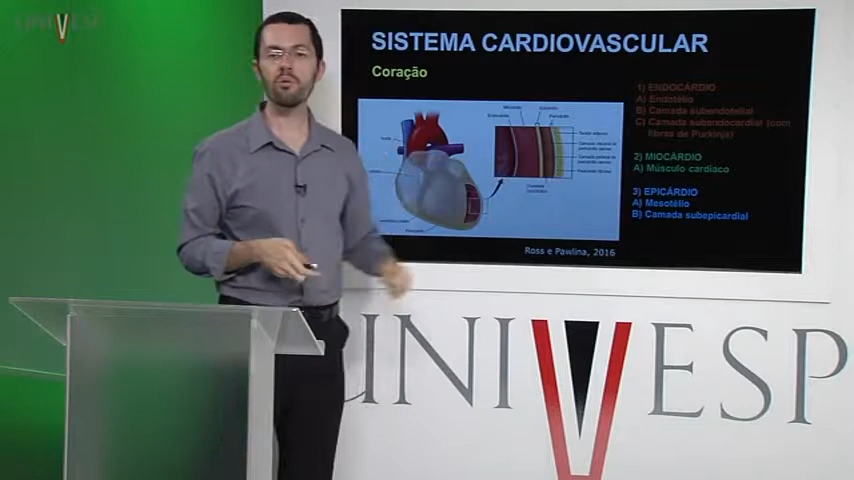 UNIVESP
SISTEMA CARDIOVASCULAR
Coração
1) ENDOCÁRDIO
A) Endotélio
B) Camada subendotelial
C) Camada subendocardial (com
fibras de Purkinje)
2) MIOCÁRDIO
A) Músculo cardíaco
3) EPICÁRDIO
A) Mesotélio
B) Camada subepicardial
Ross e Pawlina, 2016
UNIVESP